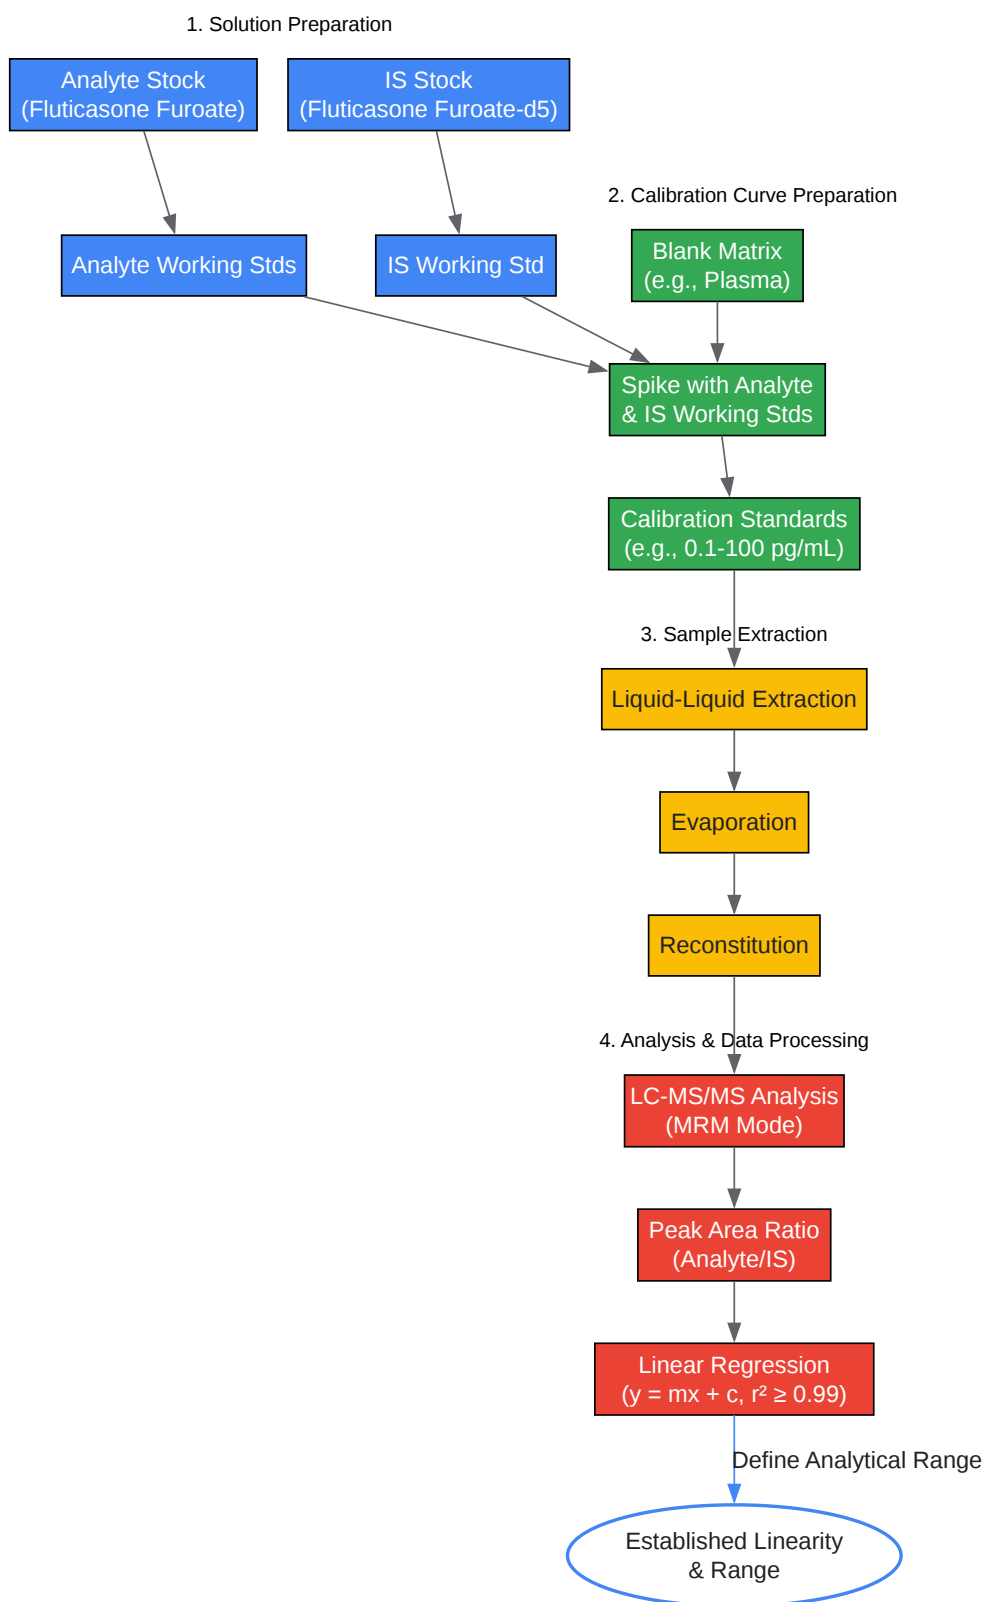 1. Solution Preparation
Analyte Stock
(Fluticasone Furoate)
IS Stock
(Fluticasone Furoate-d5)
2. Calibration Curve Preparation
Analyte Working Stds
IS Working Std
Blank Matrix
(e.g., Plasma)
Spike with Analyte
& IS Working Stds
Calibration Standards
(e.g., 0.1-100 pg/mL)
3. Sample Extraction
Liquid-Liquid Extraction
Evaporation
Reconstitution
4. Analysis & Data Processing
LC-MS/MS Analysis
(MRM Mode)
Peak Area Ratio
(Analyte/IS)
Linear Regression
(y = mx + c, r² ≥ 0.99)
Define Analytical Range
Established Linearity
& Range